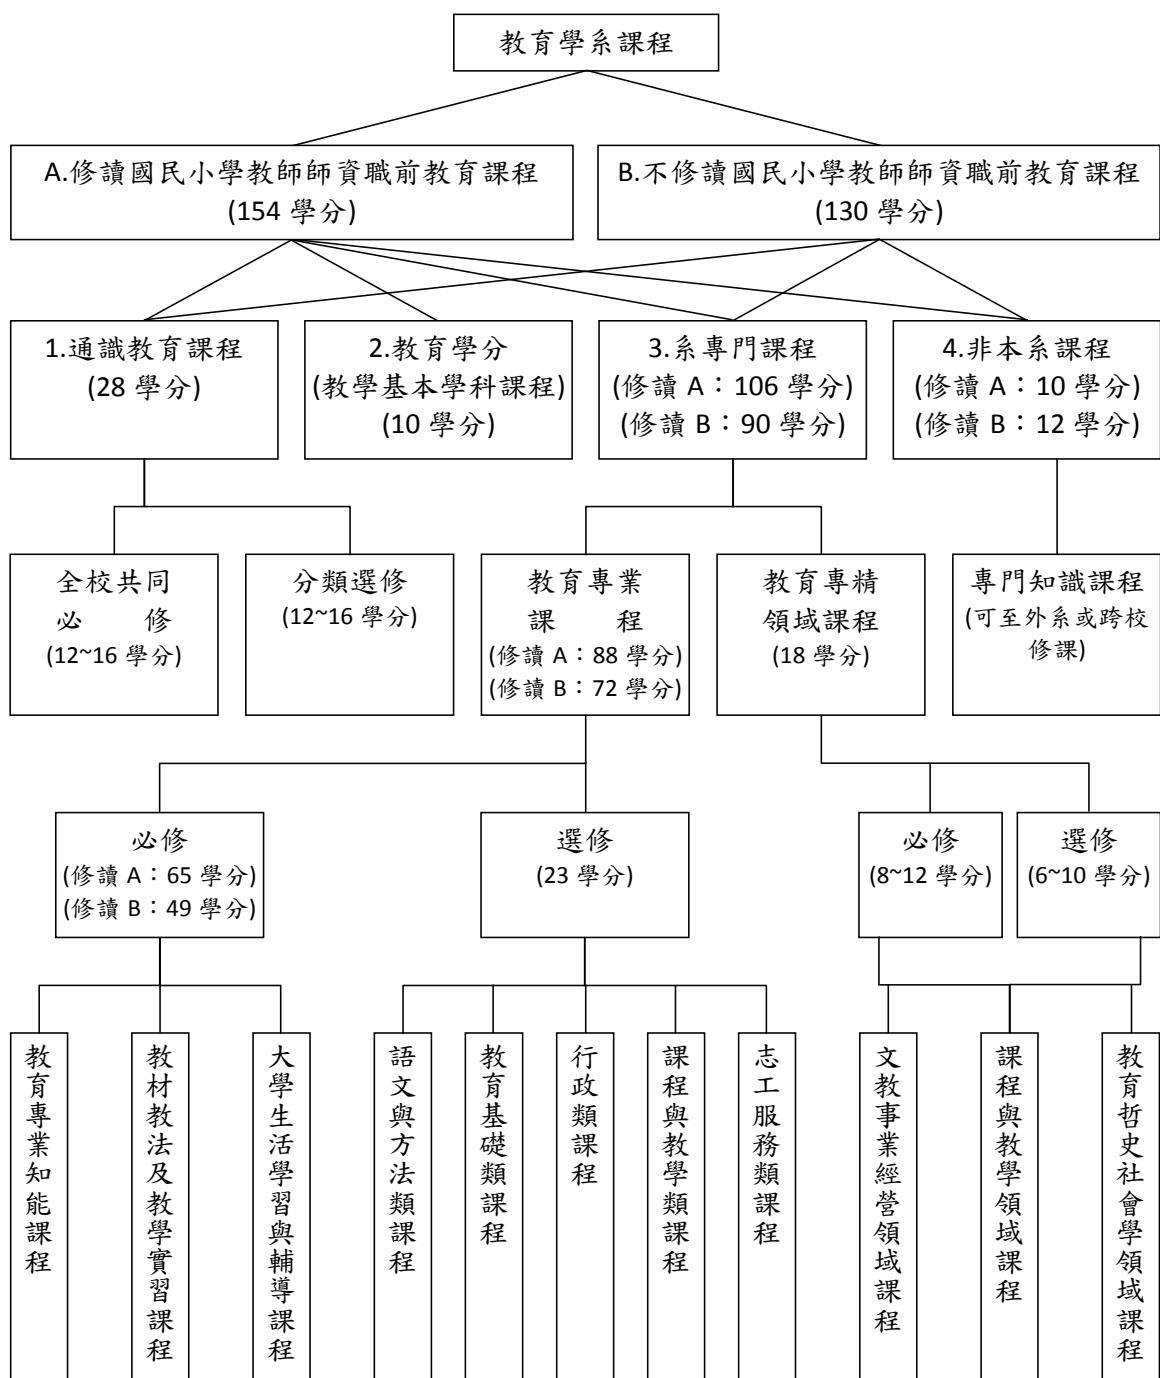 教育學系課程
A.修讀國民小學教師師資職前教育課程
(154 學分)
B.不修讀國民小學教師師資職前教育課程
(130 學分)
1.通識教育課程
(28 學分)
2.教育學分
(教學基本學科課程)
(10 學分)
3.系專門課程
(修讀 A：106 學分)
(修讀 B：90 學分)
4.非本系課程
(修讀 A：10 學分)
(修讀 B：12 學分)
全校共同
必 修
(12~16 學分)
分類選修
(12~16 學分)
教育專業
課 程
(修讀 A：88 學分)
(修讀 B：72 學分)
教育專精
領域課程
(18 學分)
專門知識課程
(可至外系或跨校
修課)
必修
(修讀 A：65 學分)
(修讀 B：49 學分)
選修
(23 學分)
必修
(8~12 學分)
選修
(6~10 學分)
教育專業知能課程
教材教法及教學實習課程
大學生活學習與輔導課程
語文與方法類課程
教育基礎類課程
行政類課程
課程與教學類課程
志工服務類課程
文教事業經營領域課程
課程與教學領域課程
教育哲史社會學領域課程